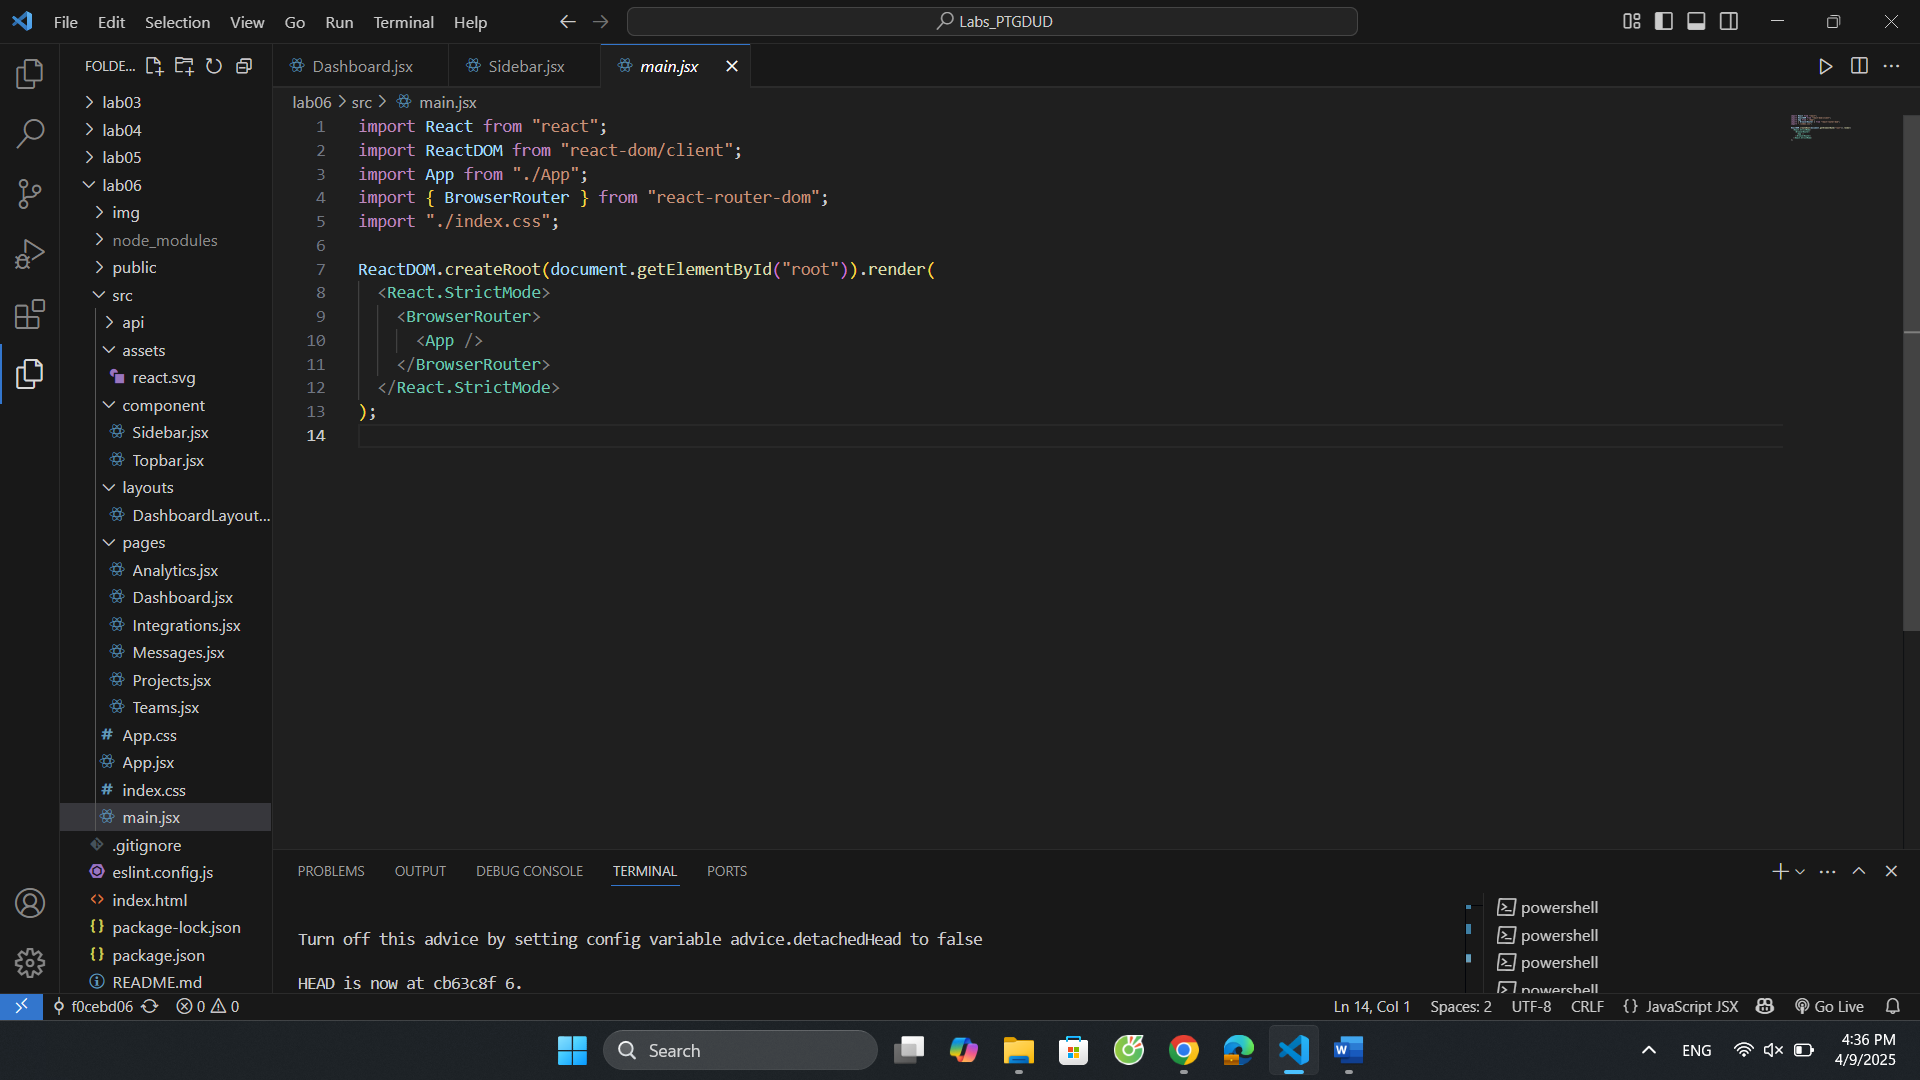 File Edit Selection View Go Run Terminal Help
Labs_PTGDUD
FOLDE...
Dashboard.jsx
Sidebar.jsx
main.jsx
lab03
lab04
lab05
lab06
img
node_modules
public
src
api
assets
react.svg
component
Sidebar.jsx
Topbar.jsx
layouts
DashboardLayout...
pages
Analytics.jsx
Dashboard.jsx
Integrations.jsx
Messages.jsx
Projects.jsx
Teams.jsx
App.css
App.jsx
index.css
main.jsx
.gitignore
eslint.config.js
index.html
package-lock.json
package.json
README.md
lab06 > src > main.jsx
1 import React from "react";
2 import ReactDOM from "react-dom/client";
3 import App from "./App";
4 import { BrowserRouter } from "react-router-dom";
5 import "./index.css";
6
7 ReactDOM.createRoot(document.getElementById("root")).render(
8 <React.StrictMode>
9 <BrowserRouter>
10 <App />
11 </BrowserRouter>
12 </React.StrictMode>
13 );
14
PROBLEMS OUTPUT DEBUG CONSOLE TERMINAL PORTS
Turn off this advice by setting config variable advice.detachedHead to false
HEAD is now at cb63c8f 6.
powershell
powershell
powershell
powershell
f0cebd06 0 0
Ln 14, Col 1 Spaces: 2 UTF-8 CRLF {} JavaScript JSX Go Live
Search
ENG
4:36 PM
4/9/2025